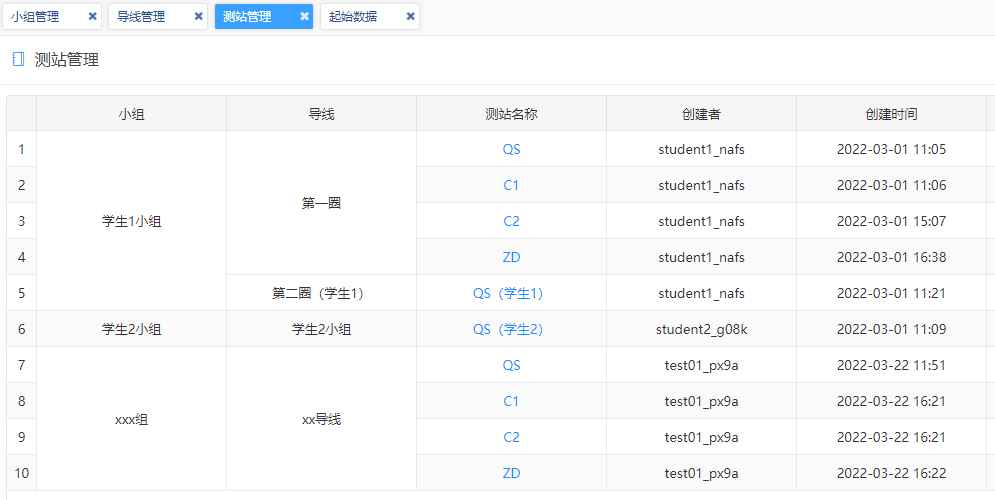 小组管理 导线管理 测站管理 起始数据
测站管理
小组 导线 测站名称 创建者 创建时间
1 学生1小组 第一圈 QS student1_nafs 2022-03-01 11:05
2 C1 student1_nafs 2022-03-01 11:06
3 C2 student1_nafs 2022-03-01 15:07
4 ZD student1_nafs 2022-03-01 16:38
5 第二圈（学生1） QS（学生1） student1_nafs 2022-03-01 11:21
6 学生2小组 学生2小组 QS（学生2） student2_g08k 2022-03-01 11:09
7 xxx组 xx导线 QS test01_px9a 2022-03-22 11:51
8 C1 test01_px9a 2022-03-22 16:21
9 C2 test01_px9a 2022-03-22 16:21
10 ZD test01_px9a 2022-03-22 16:22